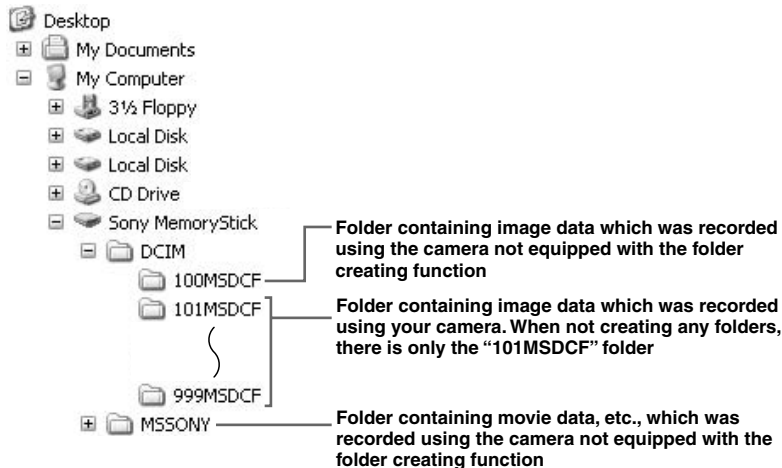 Desktop
My Documents
My Computer
3½ Floppy
Local Disk
Local Disk
CD Drive
Sony MemoryStick
DCIM
100MSDCF
Folder containing image data which was recorded
using the camera not equipped with the folder
creating function
101MSDCF
999MSDCF
Folder containing image data which was recorded
using your camera. When not creating any folders,
there is only the “101MSDCF” folder
MSSONY
Folder containing movie data, etc., which was
recorded using the camera not equipped with the
folder creating function